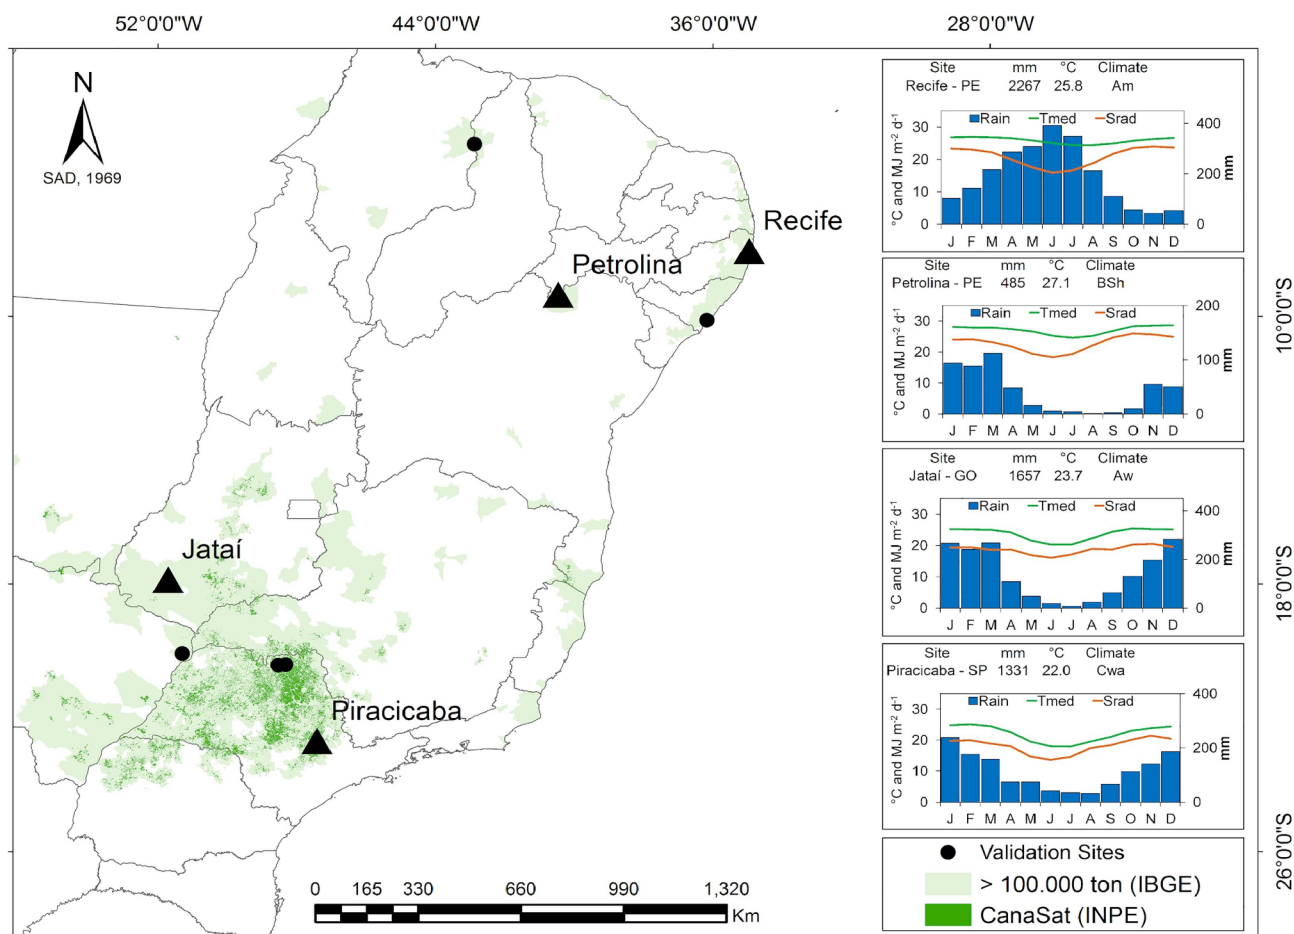 52°0'0"W 44°0'0"W 36°0'0"W 28°0'0"W
N
SAD, 1969
Recife
Petrolina
Jataí
Piracicaba
10°0'0"S
18°0'0"S
26°0'0"S
Site mm °C Climate
Recife - PE 2267 25.8 Am
Rain Tmed Srad
°C and MJ m⁻² d⁻¹
30
20
10
0
400
200
0
mm
J F M A M J J A S O N D
Site mm °C Climate
Petrolina - PE 485 27.1 BSh
Rain Tmed Srad
°C and MJ m⁻² d⁻¹
30
20
10
0
200
100
0
mm
J F M A M J J A S O N D
Site mm °C Climate
Jataí - GO 1657 23.7 Aw
Rain Tmed Srad
°C and MJ m⁻² d⁻¹
30
20
10
0
400
200
0
mm
J F M A M J J A S O N D
Site mm °C Climate
Piracicaba - SP 1331 22.0 Cwa
Rain Tmed Srad
°C and MJ m⁻² d⁻¹
30
20
10
0
400
200
0
mm
J F M A M J J A S O N D
Validation Sites
> 100.000 ton (IBGE)
CanaSat (INPE)
0 165 330 660 990 1,320
Km